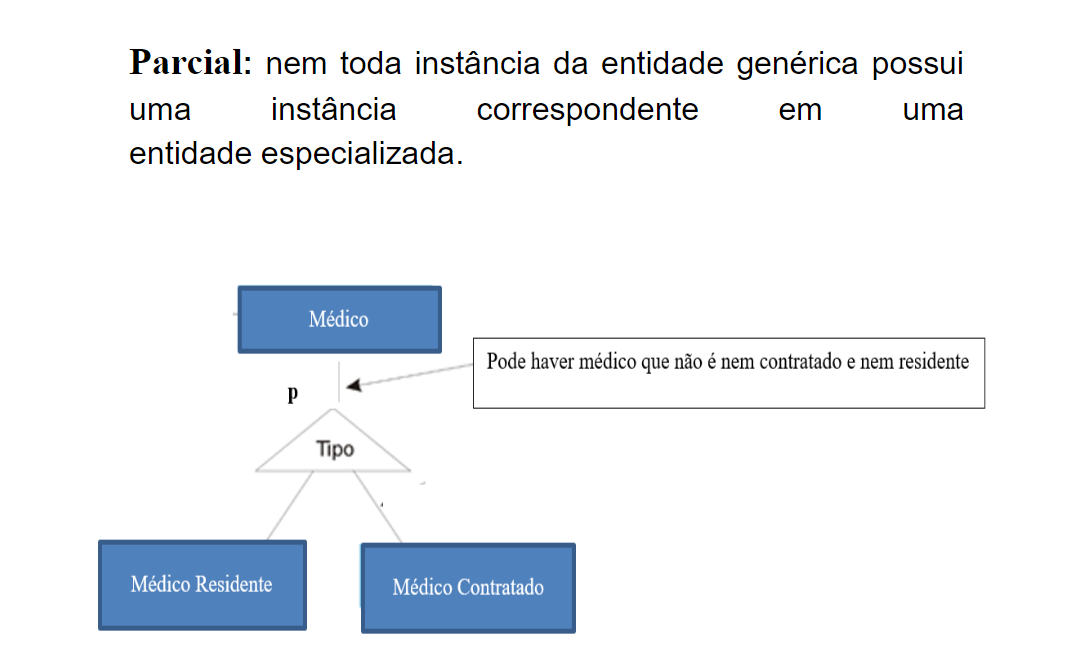 Parcial: nem toda instância da entidade genérica possui
uma instância correspondente em uma
entidade especializada.
Médico
Pode haver médico que não é nem contratado e nem residente
p
Tipo
Médico Residente
Médico Contratado